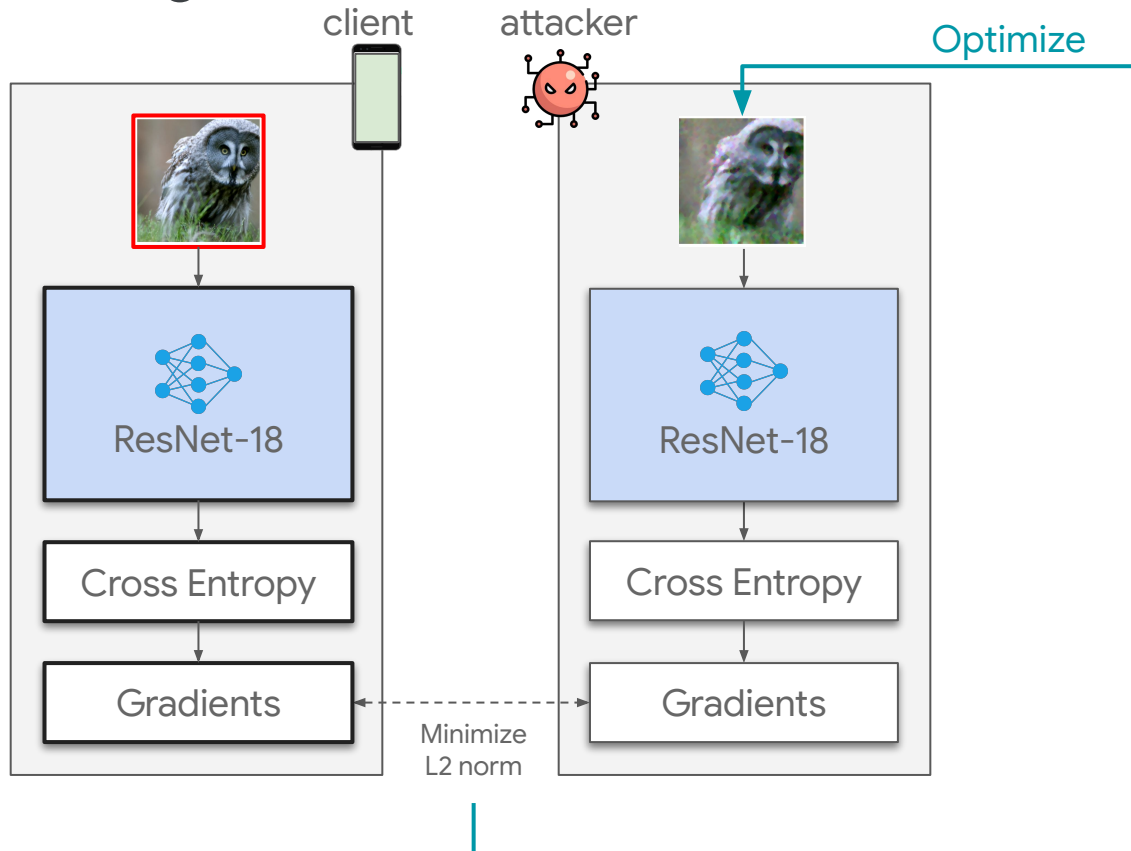 client
attacker
Optimize
ResNet-18
ResNet-18
Cross Entropy
Cross Entropy
Gradients
Gradients
Minimize
L2 norm